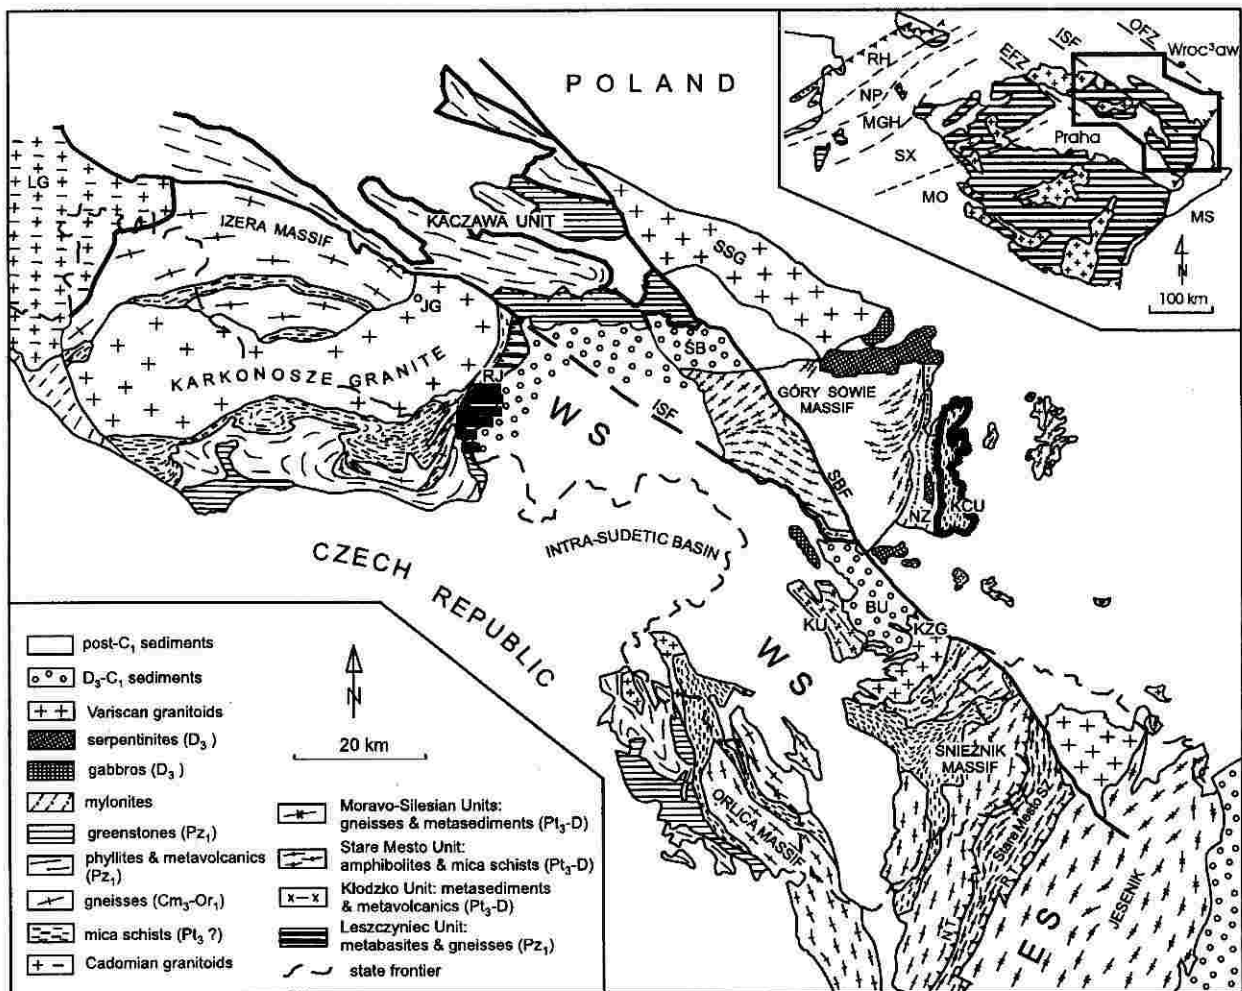 POLAND
OFZ
ISF
EFZ
Wroc³aw
RH
NP
MGH
SX
MO
Praha
MS
N
100 km
LG
IZERA MASSIF
KACZAWA UNIT
SSG
JG
KARKONOSZE GRANITE
RJ
SB
GÓRY SOWIE
MASSIF
W S
ISF
SBF
NZ
KCU
INTRA-SUDETIC BASIN
CZECH REPUBLIC
KU
BU
KZG
W S
ŚNIEŻNIK
MASSIF
ORLICA MASSIF
Stare Mesto SZ
R.T.
N.T.
E S
JESENIK
post-C₁ sediments
D₃-C₁ sediments
Variscan granitoids
serpentinites (D₃)
gabbros (D₃)
mylonites
greenstones (Pz₁)
phyllites & metavolcanics
(Pz₁)
gneisses (Cm₃-Or₁)
mica schists (Pt₃ ?)
Cadomian granitoids
N
20 km
Moravo-Silesian Units:
gneisses & metasediments (Pt₃-D)
Stare Mesto Unit:
amphibolites & mica schists (Pt₃-D)
Kłodzko Unit: metasediments
& metavolcanics (Pt₃-D)
Leszczyniec Unit:
metabasites & gneisses (Pz₁)
state frontier